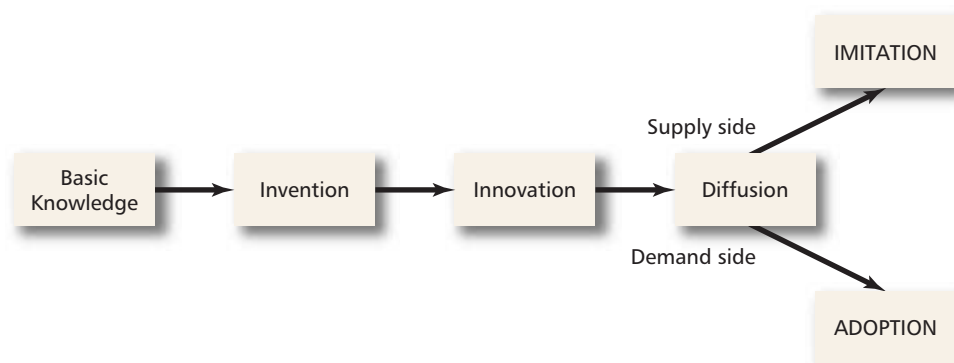 IMITATION
Supply side
Basic
Knowledge
Invention
Innovation
Diffusion
Demand side
ADOPTION